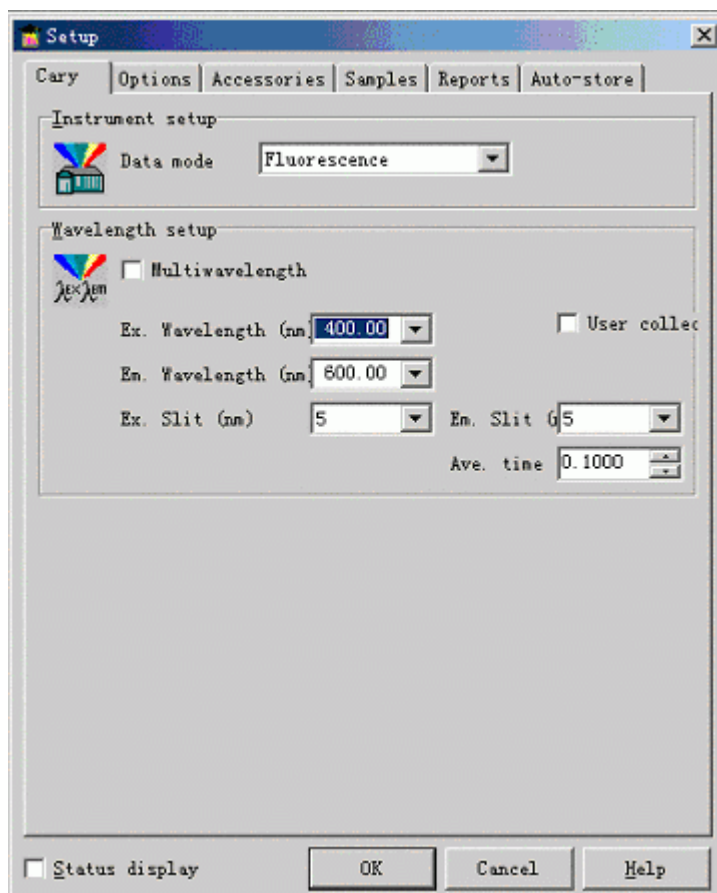 Setup
Cary Options Accessories Samples Reports Auto-store
Instrument setup
Data mode Fluorescence
Wavelength setup
λEX λEM
Multiwavelength
Ex. Wavelength (nm) 400.00 User collec
Em. Wavelength (nm) 600.00
Ex. Slit (nm) 5 Em. Slit 5
Ave. time 0.1000
Status display OK Cancel Help